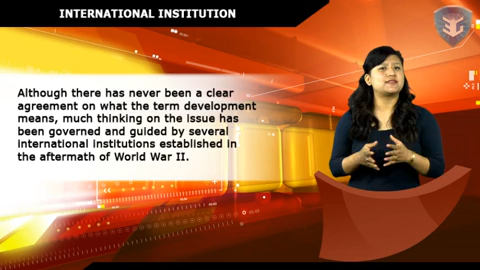 INTERNATIONAL INSTITUTION
Although there has never been a clear
agreement on what the term development
means, much thinking on the issue has
been governed and guided by several
international institutions established in
the aftermath of World War II.